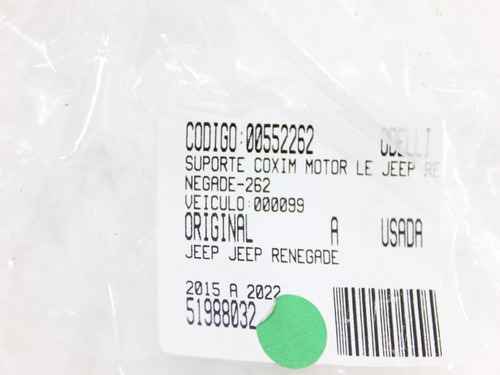 CODIGO:00552262 ODELLI
SUPORTE COXIM MOTOR LE JEEP RE
NEGADE-262
VEICULO:000099
ORIGINAL A USADA
JEEP JEEP RENEGADE
2015 A 2022
51988032